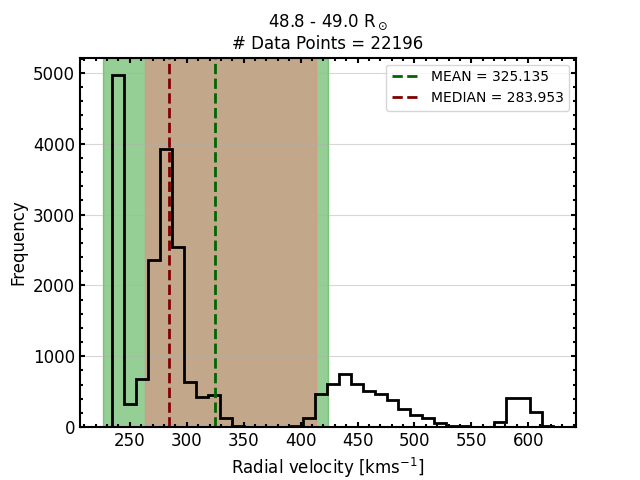 48.8 - 49.0 R⊙
# Data Points = 22196
MEAN = 325.135
MEDIAN = 283.953
5000
4000
3000
2000
1000
0
Frequency
250 300 350 400 450 500 550 600
Radial velocity [kms⁻¹]